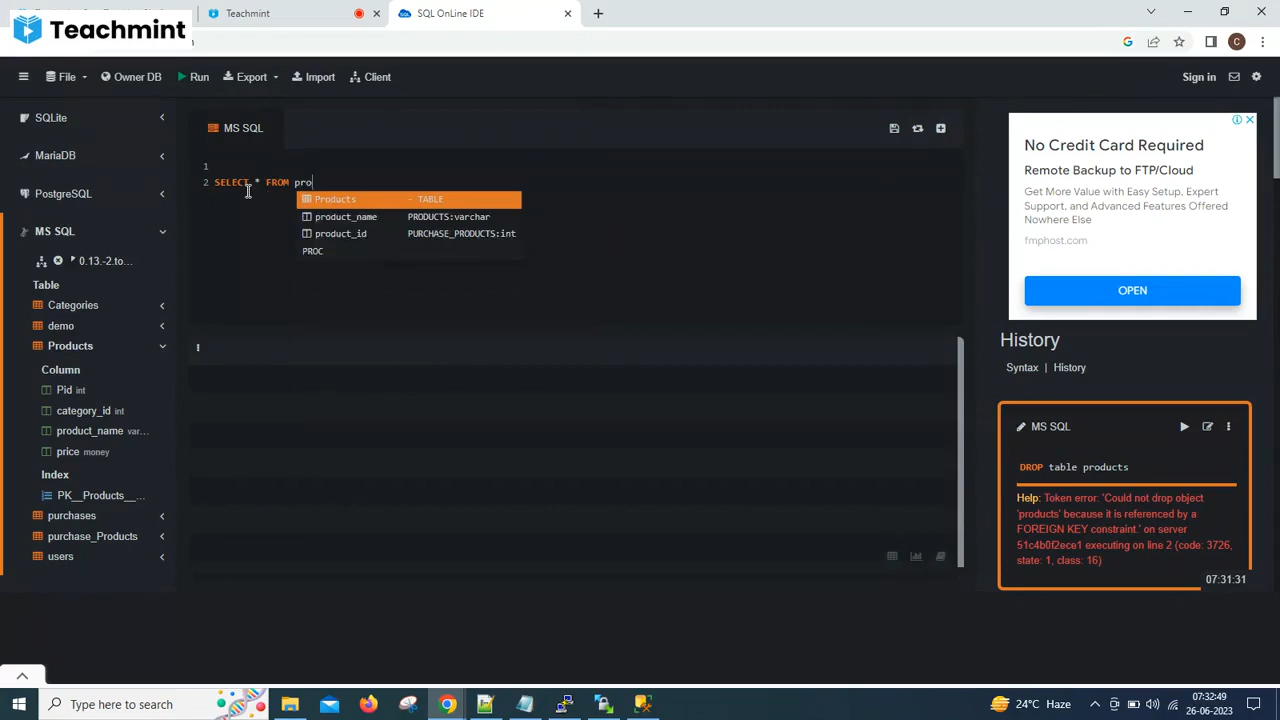 Teachmint
Teachmint
SQL OnLine IDE
C
File
Owner DB
Run
Export
Import
Client
Sign in
SQLite
MariaDB
PostgreSQL
MS SQL
0.13.-2.to...
Table
Categories
demo
Products
Column
Pid int
category_id int
product_name var...
price money
Index
PK__Products__...
purchases
purchase_Products
users
MS SQL
1
2 SELECT * FROM pro
Products - TABLE
product_name PRODUCTS:varchar
product_id PURCHASE_PRODUCTS:int
PROC
No Credit Card Required
Remote Backup to FTP/Cloud
Get More Value with Easy Setup, Expert
Support, and Advanced Features Offered
Nowhere Else
fmphost.com
OPEN
History
Syntax | History
MS SQL
DROP table products
Help: Token error: 'Could not drop object
'products' because it is referenced by a
FOREIGN KEY constraint.' on server
51c4b0f2ece1 executing on line 2 (code: 3726,
state: 1, class: 16)
07:31:31
Type here to search
24°C Haze
07:32:49
26-06-2023